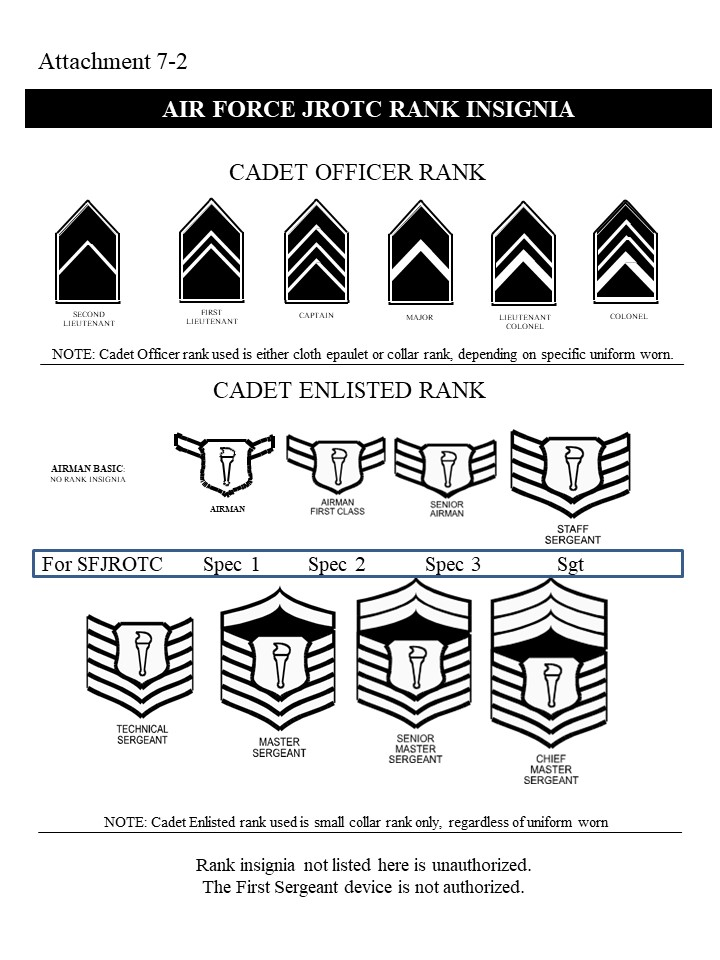 Attachment 7-2
AIR FORCE JROTC RANK INSIGNIA
CADET OFFICER RANK
SECOND
LIEUTENANT
FIRST
LIEUTENANT
CAPTAIN
MAJOR
LIEUTENANT
COLONEL
COLONEL
NOTE: Cadet Officer rank used is either cloth epaulet or collar rank, depending on specific uniform worn.
CADET ENLISTED RANK
AIRMAN BASIC:
NO RANK INSIGNIA
AIRMAN
AIRMAN
FIRST CLASS
SENIOR
AIRMAN
STAFF
SERGEANT
For SFJROTC Spec 1 Spec 2 Spec 3 Sgt
TECHNICAL
SERGEANT
MASTER
SERGEANT
SENIOR
MASTER
SERGEANT
CHIEF
MASTER
SERGEANT
NOTE: Cadet Enlisted rank used is small collar rank only, regardless of uniform worn
Rank insignia not listed here is unauthorized.
The First Sergeant device is not authorized.